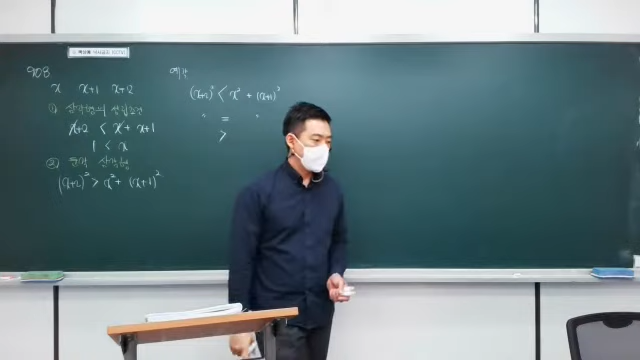 908
x x+1 x+2
① 삼각형의 성립조건
x+2 < x + x+1
1 < x
② 둔각 삼각형
(x+2)² > x² + (x+1)²
예각
(x+2)² < x² + (x+1)²
" = "
>